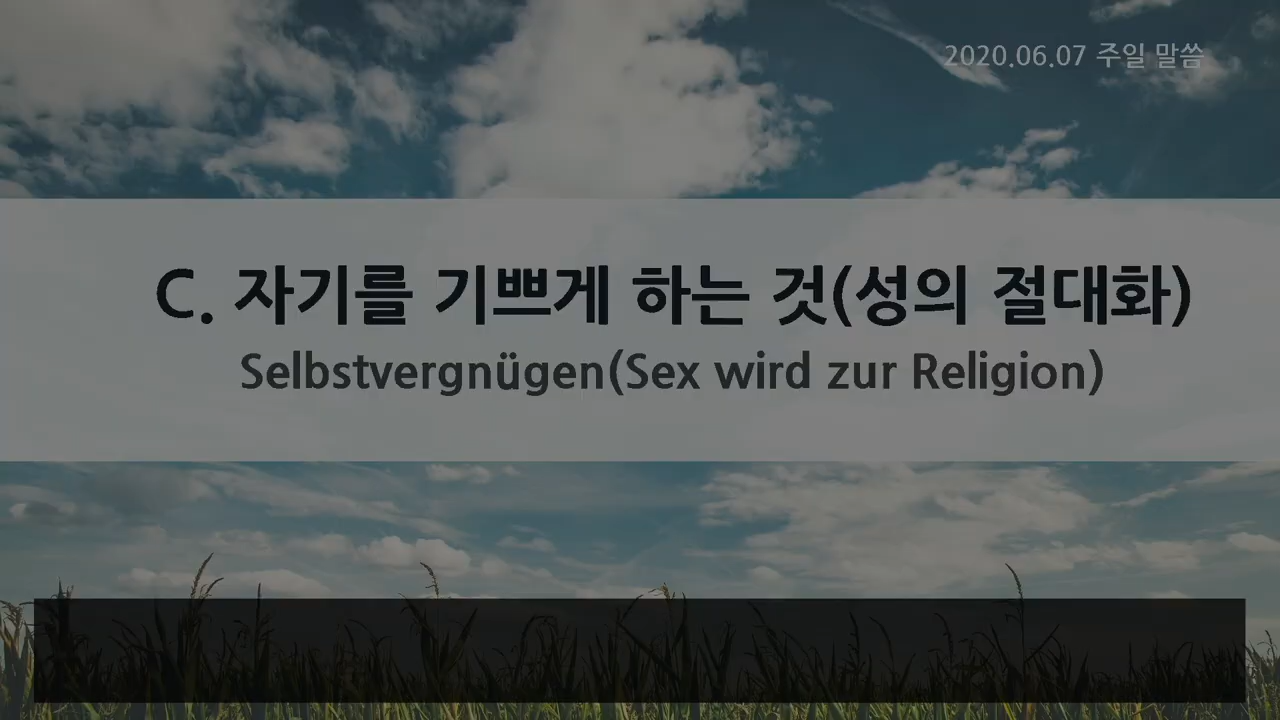 2020.06.07 주일 말씀
C. 자기를 기쁘게 하는 것(성의 절대화)
Selbstvergnügen(Sex wird zur Religion)